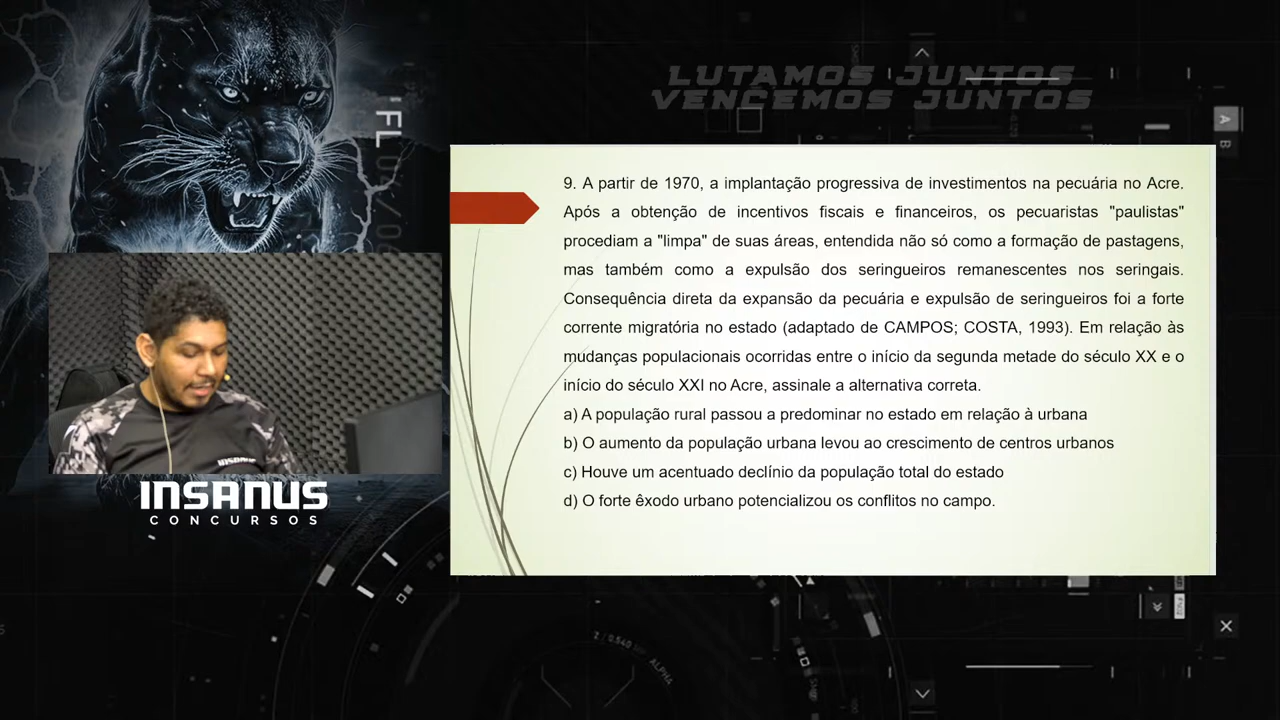 LUTAMOS JUNTOS
VENCEMOS JUNTOS
A
B
9. A partir de 1970, a implantação progressiva de investimentos na pecuária no Acre.
Após a obtenção de incentivos fiscais e financeiros, os pecuaristas "paulistas"
procediam a "limpa" de suas áreas, entendida não só como a formação de pastagens,
mas também como a expulsão dos seringueiros remanescentes nos seringais.
Consequência direta da expansão da pecuária e expulsão de seringueiros foi a forte
corrente migratória no estado (adaptado de CAMPOS; COSTA, 1993). Em relação às
mudanças populacionais ocorridas entre o início da segunda metade do século XX e o
início do século XXI no Acre, assinale a alternativa correta.
a) A população rural passou a predominar no estado em relação à urbana
b) O aumento da população urbana levou ao crescimento de centros urbanos
c) Houve um acentuado declínio da população total do estado
d) O forte êxodo urbano potencializou os conflitos no campo.
INSANUS
CONCURSOS